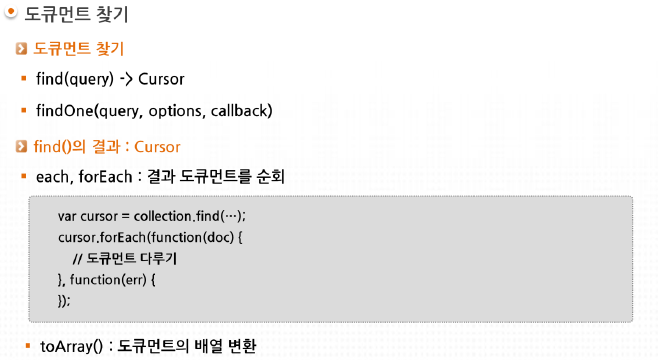 도큐먼트 찾기
도큐먼트 찾기
find(query) -> Cursor
findOne(query, options, callback)
find()의 결과 : Cursor
each, forEach : 결과 도큐먼트를 순회
var cursor = collection.find(…);
cursor.forEach(function(doc) {
// 도큐먼트 다루기
}, function(err) {
});
toArray() : 도큐먼트의 배열 변환